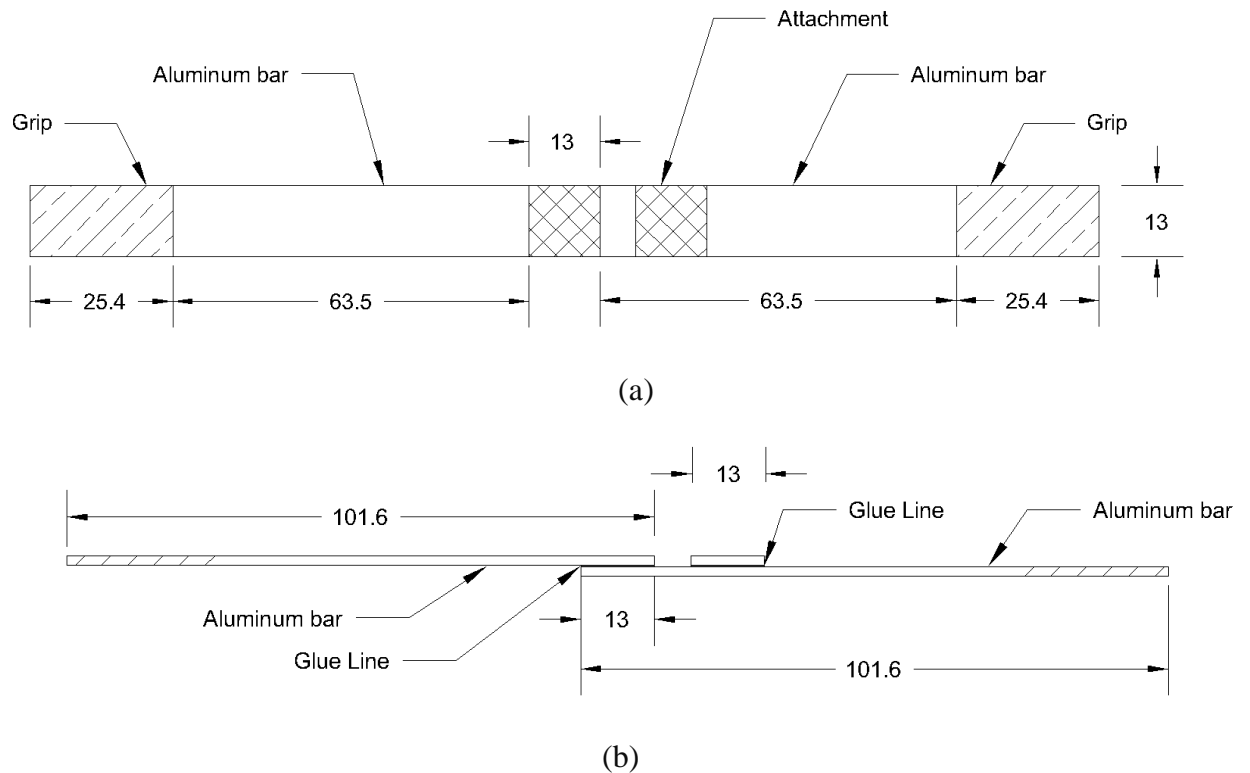 Attachment
Aluminum bar
Aluminum bar
Grip
Grip
13
13
25.4
63.5
63.5
25.4
(a)
13
101.6
Glue Line
Aluminum bar
Aluminum bar
13
Glue Line
101.6
(b)